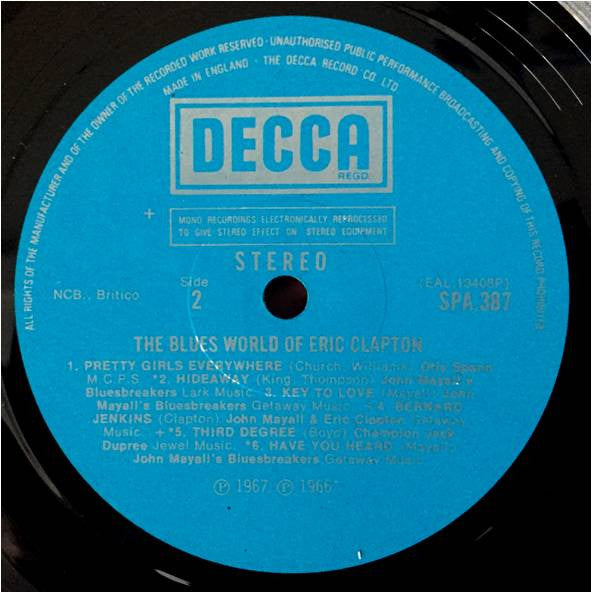 ALL RIGHTS OF THE MANUFACTURER AND OF THE OWNER OF THE RECORDED WORK RESERVED · UNAUTHORISED PUBLIC PERFORMANCE BROADCASTING AND COPYING OF THIS RECORD PROHIBITED
MADE IN ENGLAND · THE DECCA RECORD CO. LTD
DECCA
REGD
+
MONO RECORDINGS ELECTRONICALLY REPROCESSED
TO GIVE STEREO EFFECT ON STEREO EQUIPMENT
STEREO
NCB., Britico
Side
2
(EAL.13408P)
SPA.387
THE BLUES WORLD OF ERIC CLAPTON
1. PRETTY GIRLS EVERYWHERE (Church, Williams) Otis Spann
M.C.P.S. *2. HIDEAWAY (King, Thompson) John Mayall's
Bluesbreakers Lark Music. *3. KEY TO LOVE (Mayall) John
Mayall's Bluesbreakers Getaway Music. +4. BERNARD
JENKINS (Clapton) John Mayall & Eric Clapton Getaway
Music. +*5. THIRD DEGREE (Boyd) Champion Jack
Dupree Jewel Music. *6. HAVE YOU HEARD (Mayall)
John Mayall's Bluesbreakers Getaway Music
Ⓟ 1967 Ⓟ 1966*